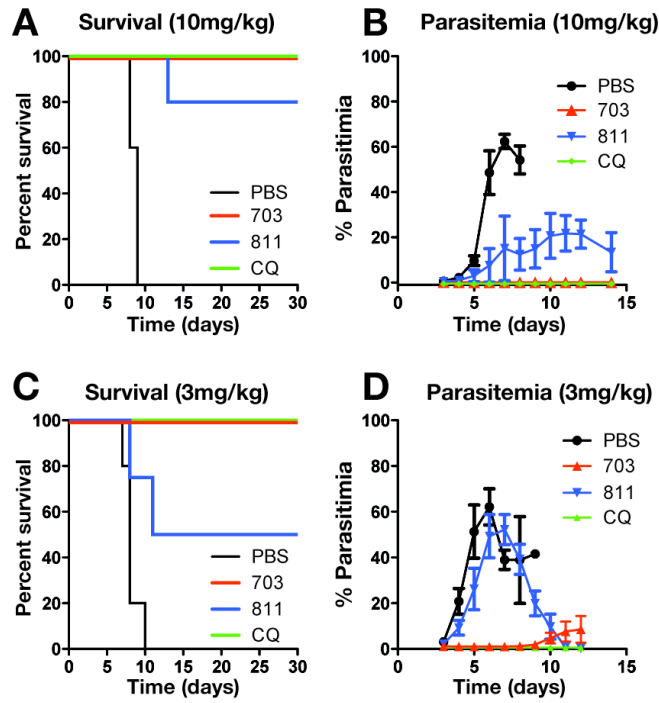 A
Survival (10mg/kg)
Percent survival
100
80
60
40
20
0
PBS
703
811
CQ
0 5 10 15 20 25 30
Time (days)
B
Parasitemia (10mg/kg)
% Parasitimia
100
80
60
40
20
0
PBS
703
811
CQ
0 5 10 15
Time (days)
C
Survival (3mg/kg)
Percent survival
100
80
60
40
20
0
PBS
703
811
CQ
0 5 10 15 20 25 30
Time (days)
D
Parasitemia (3mg/kg)
% Parasitimia
100
80
60
40
20
0
PBS
703
811
CQ
0 5 10 15
Time (days)